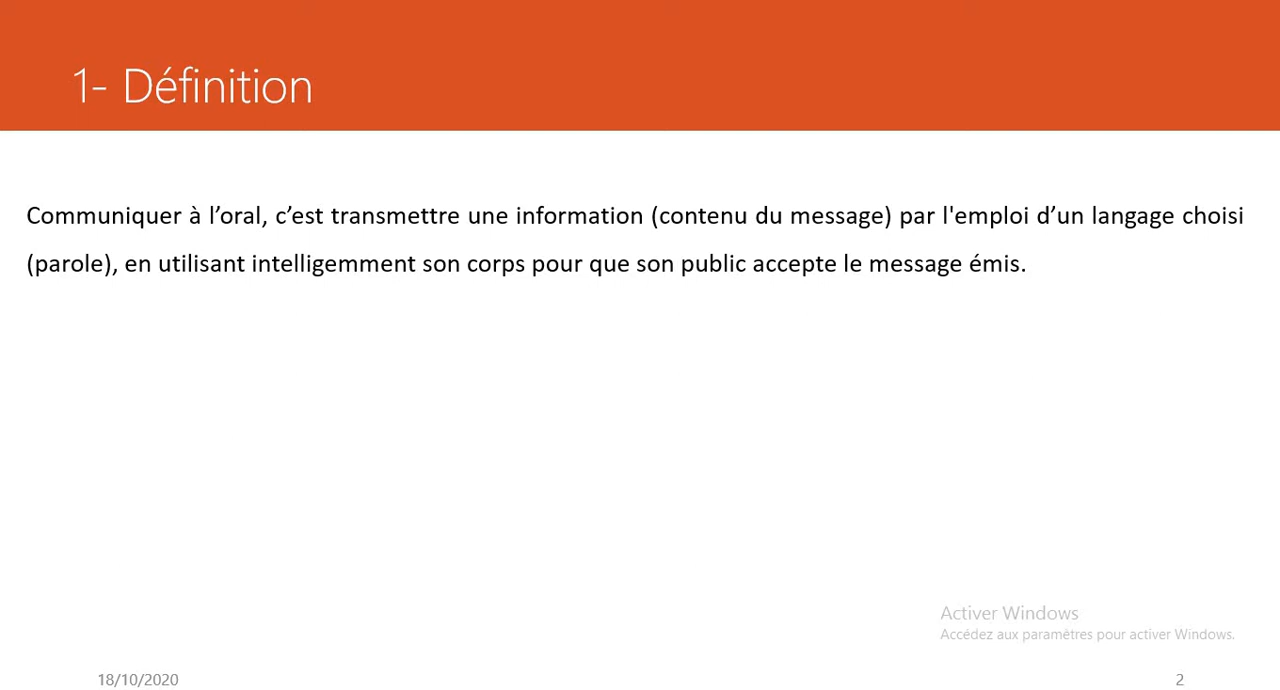 1- Définition
Communiquer à l’oral, c’est transmettre une information (contenu du message) par l'emploi d’un langage choisi
(parole), en utilisant intelligemment son corps pour que son public accepte le message émis.
Activer Windows
Accédez aux paramètres pour activer Windows.
18/10/2020
2